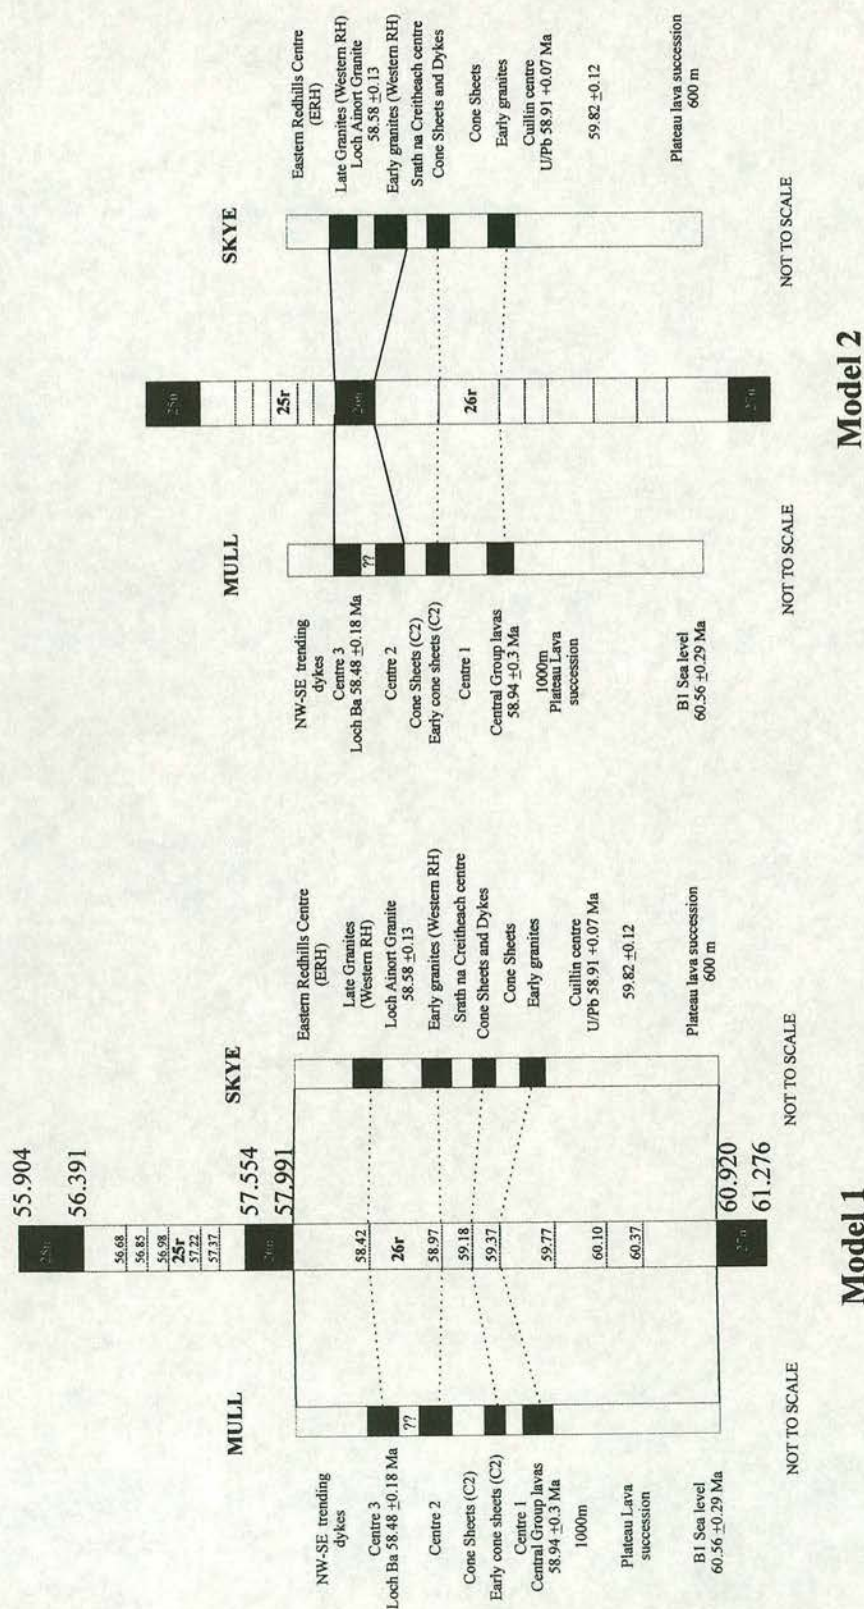 55.904
56.391
57.554
57.991
60.920
61.276
MULL
SKYE
25n
56.68
56.85
56.98
25r
57.22
57.37
26n
58.42
26r
58.97
59.18
59.37
59.77
60.10
60.37
27n
NW-SE trending
dykes
Centre 3
Loch Ba 58.48 ±0.18 Ma
??
Centre 2
Cone Sheets (C2)
Early cone sheets (C2)
Centre 1
Central Group lavas
58.94 ±0.3 Ma
1000m
Plateau Lava
succession
B1 Sea level
60.56 ±0.29 Ma
Eastern Redhills Centre
(ERH)
Late Granites
(Western RH)
Loch Ainort Granite
58.58 ±0.13
Early granites (Western RH)
Srath na Creitheach centre
Cone Sheets and Dykes
Cone Sheets
Early granites
Cuillin centre
U/Pb 58.91 +0.07 Ma
59.82 ±0.12
Plateau lava succession
600 m
NOT TO SCALE
NOT TO SCALE
Model 1
MULL
SKYE
25n
25r
26n
26r
27n
NW-SE trending
dykes
Centre 3
Loch Ba 58.48 ±0.18 Ma
??
Centre 2
Cone Sheets (C2)
Early cone sheets (C2)
Centre 1
Central Group lavas
58.94 ±0.3 Ma
1000m
Plateau Lava
succession
B1 Sea level
60.56 ±0.29 Ma
Eastern Redhills Centre
(ERH)
Late Granites (Western RH)
Loch Ainort Granite
58.58 ±0.13
Early granites (Western RH)
Srath na Creitheach centre
Cone Sheets and Dykes
Cone Sheets
Early granites
Cuillin centre
U/Pb 58.91 +0.07 Ma
59.82 ±0.12
Plateau lava succession
600 m
NOT TO SCALE
NOT TO SCALE
Model 2